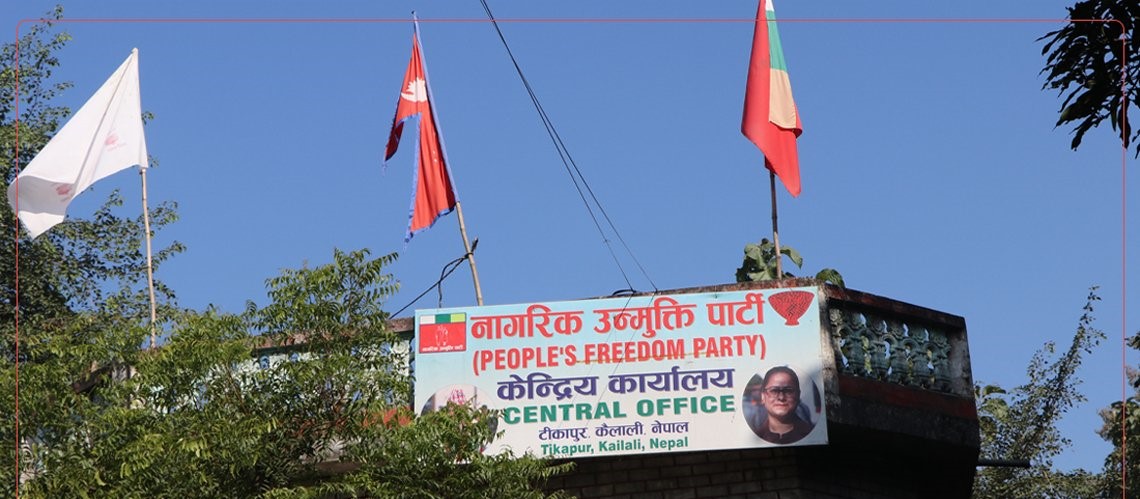 नागरिक उन्मुक्ति पार्टी
(PEOPLE'S FREEDOM PARTY)
केन्द्रिय कार्यालय
CENTRAL OFFICE
टीकापुर, कैलाली, नेपाल
Tikapur, Kailali, Nepal